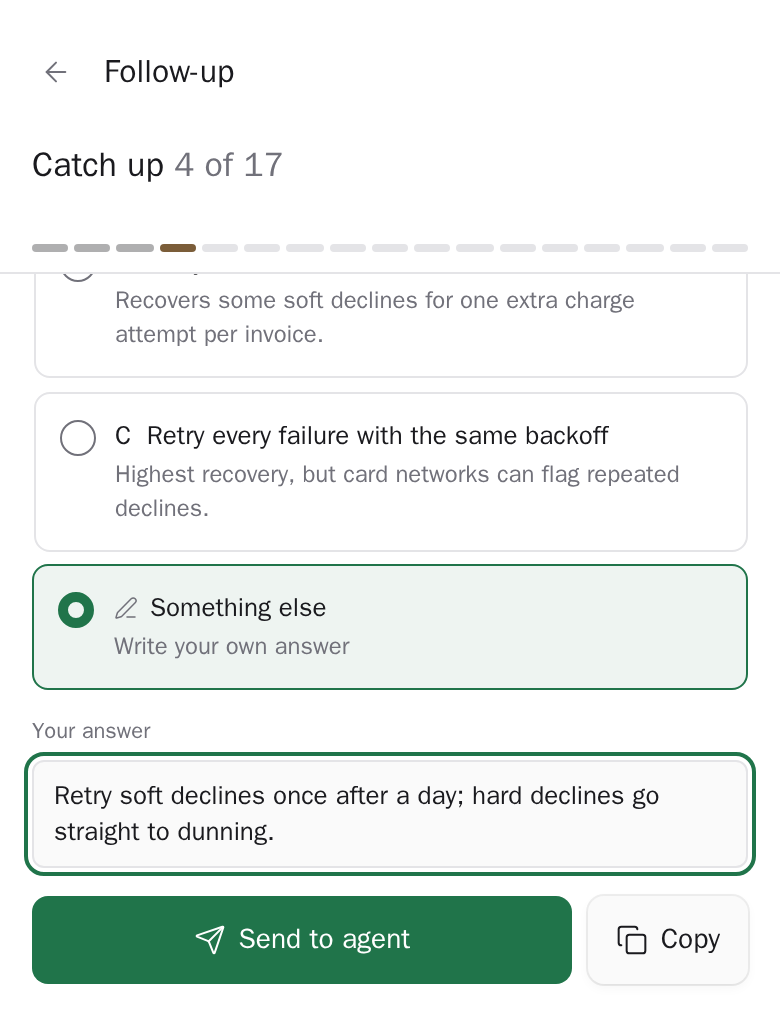 Follow-up
Catch up 4 of 17
Recovers some soft declines for one extra charge
attempt per invoice.
C Retry every failure with the same backoff
Highest recovery, but card networks can flag repeated
declines.
Something else
Write your own answer
Your answer
Retry soft declines once after a day; hard declines go
straight to dunning.
Send to agent
Copy